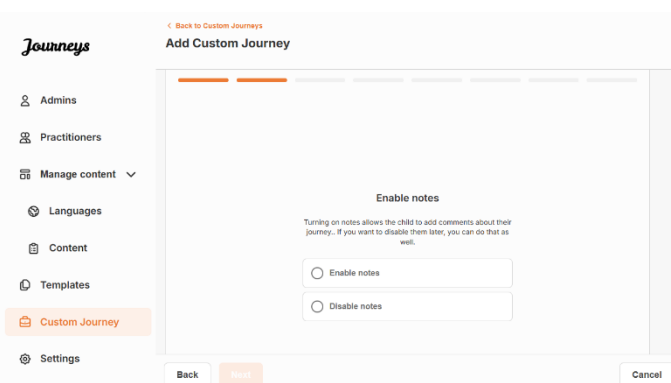 Back to Custom Journeys
Journeys
Add Custom Journey
Admins
Practitioners
Manage content
Languages
Content
Templates
Custom Journey
Settings
Enable notes
Turning on notes allows the child to add comments about their
journey.. If you want to disable them later, you can do that as
well.
Enable notes
Disable notes
Back
Next
Cancel